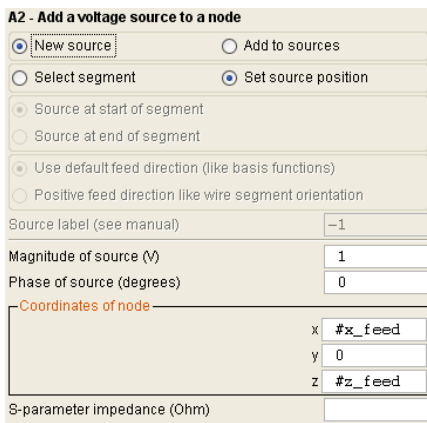 A2 - Add a voltage source to a node
New source Add to sources
Select segment Set source position
Source at start of segment
Source at end of segment
Use default feed direction (like basis functions)
Positive feed direction like wire segment orientation
Source label (see manual) -1
Magnitude of source (V) 1
Phase of source (degrees) 0
Coordinates of node
x #x_feed
y 0
z #z_feed
S-parameter impedance (Ohm)